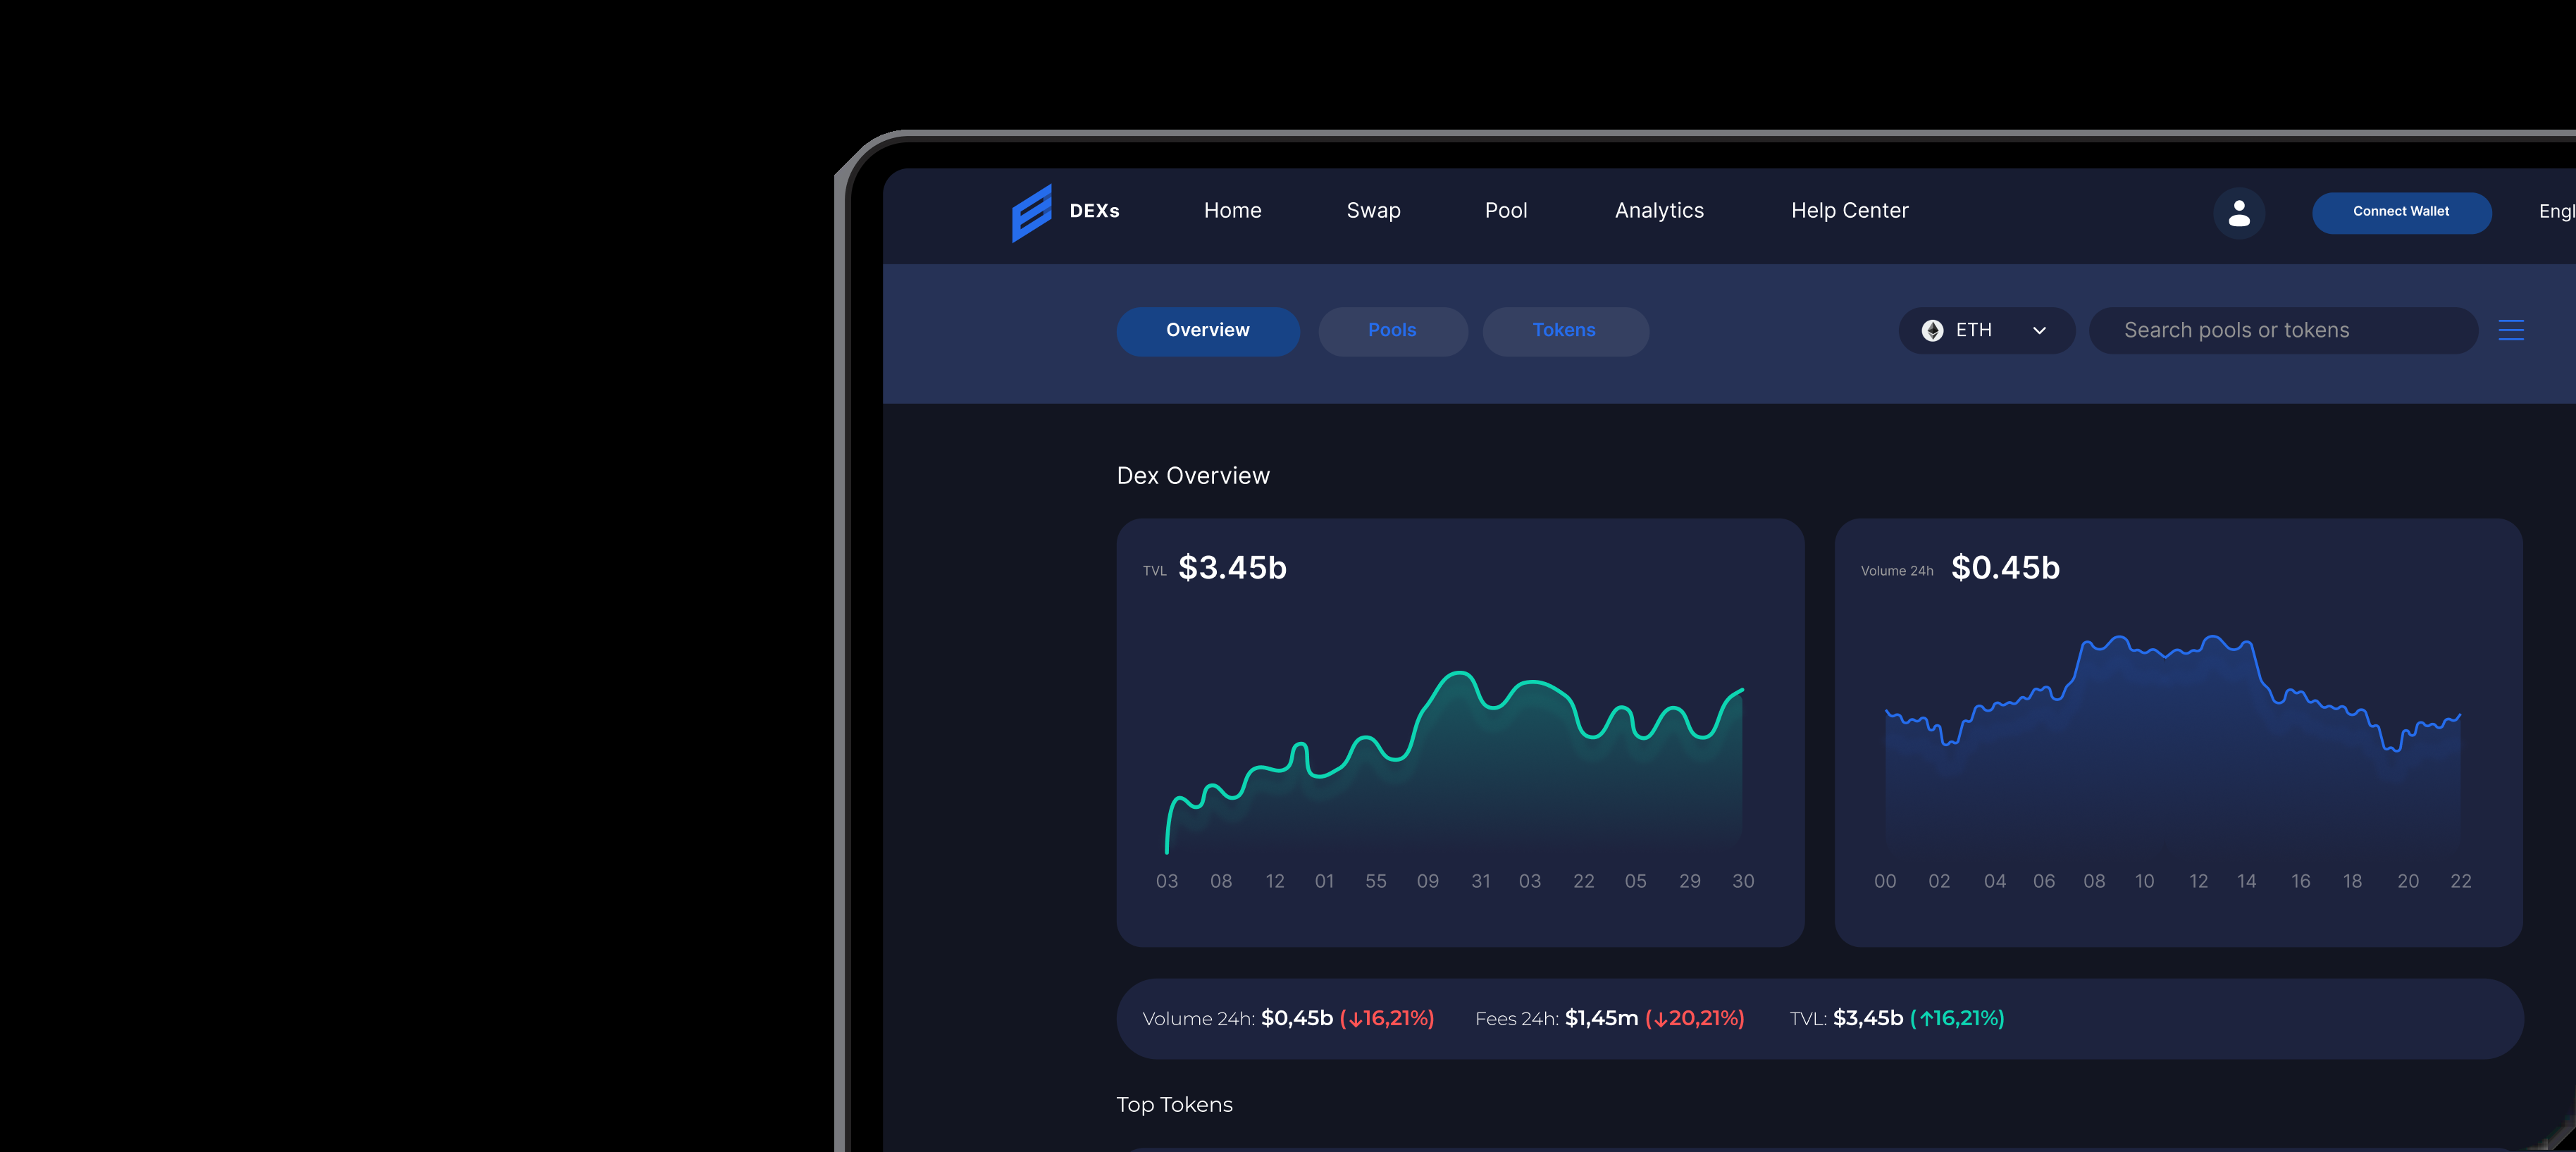 DEXs Home Swap Pool Analytics Help Center Connect Wallet Engl
Overview Pools Tokens ETH Search pools or tokens
Dex Overview
TVL $3.45b
Volume 24h $0.45b
03 08 12 01 55 09 31 03 22 05 29 30
00 02 04 06 08 10 12 14 16 18 20 22
Volume 24h: $0,45b (↓16,21%) Fees 24h: $1,45m (↓20,21%) TVL: $3,45b (↑16,21%)
Top Tokens